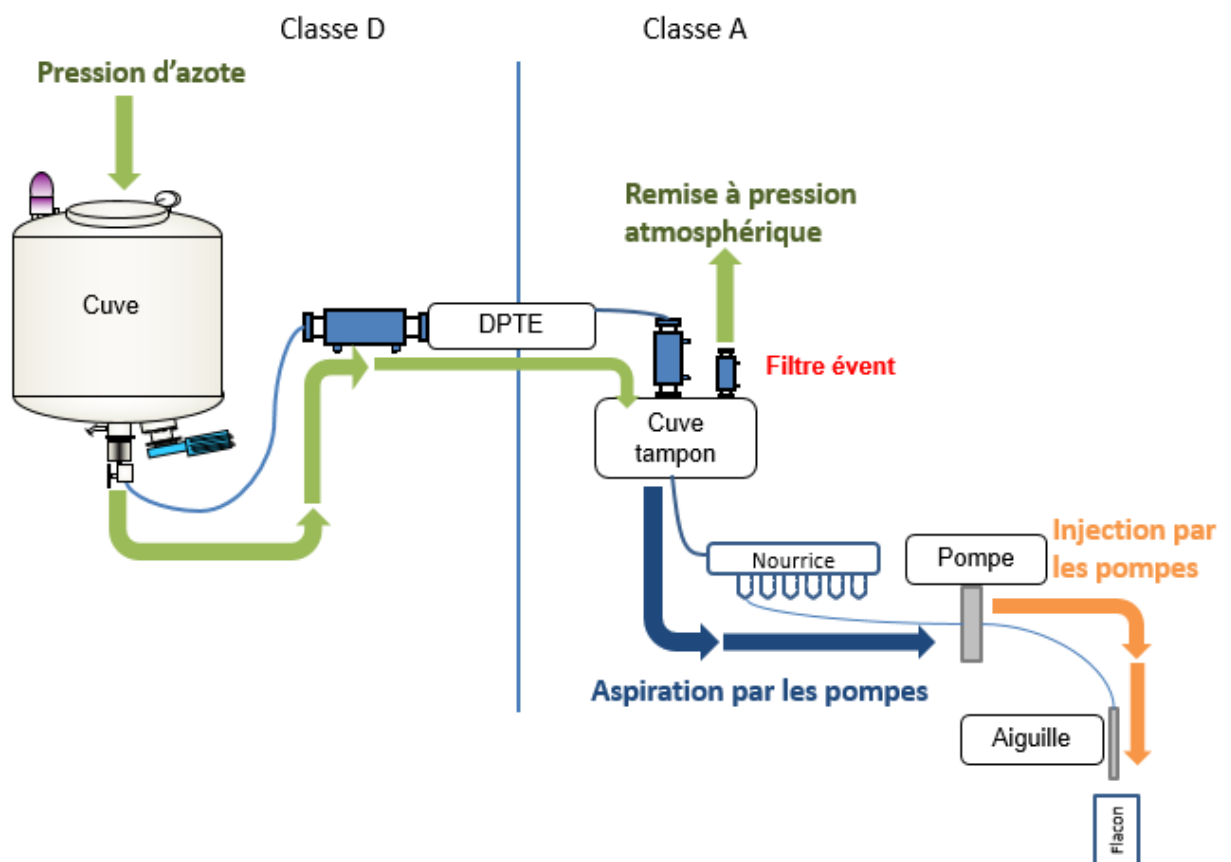 Classe D
Classe A
Pression d'azote
Remise à pression
atmosphérique
Cuve
DPTE
Filtre évent
Cuve
tampon
Nourrice
Pompe
Injection par
les pompes
Aspiration par les pompes
Aiguille
Flacon